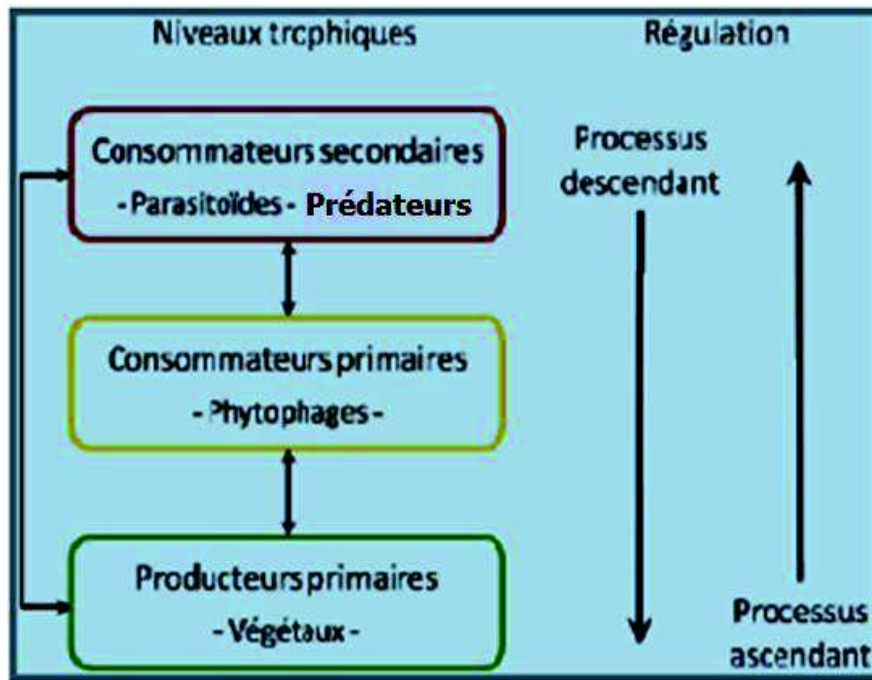 Niveaux trophiques
Régulation
Consommateurs secondaires
- Parasitoïdes - Prédateurs
Consommateurs primaires
- Phytophages -
Producteurs primaires
- Végétaux -
Processus
descendant
Processus
ascendant